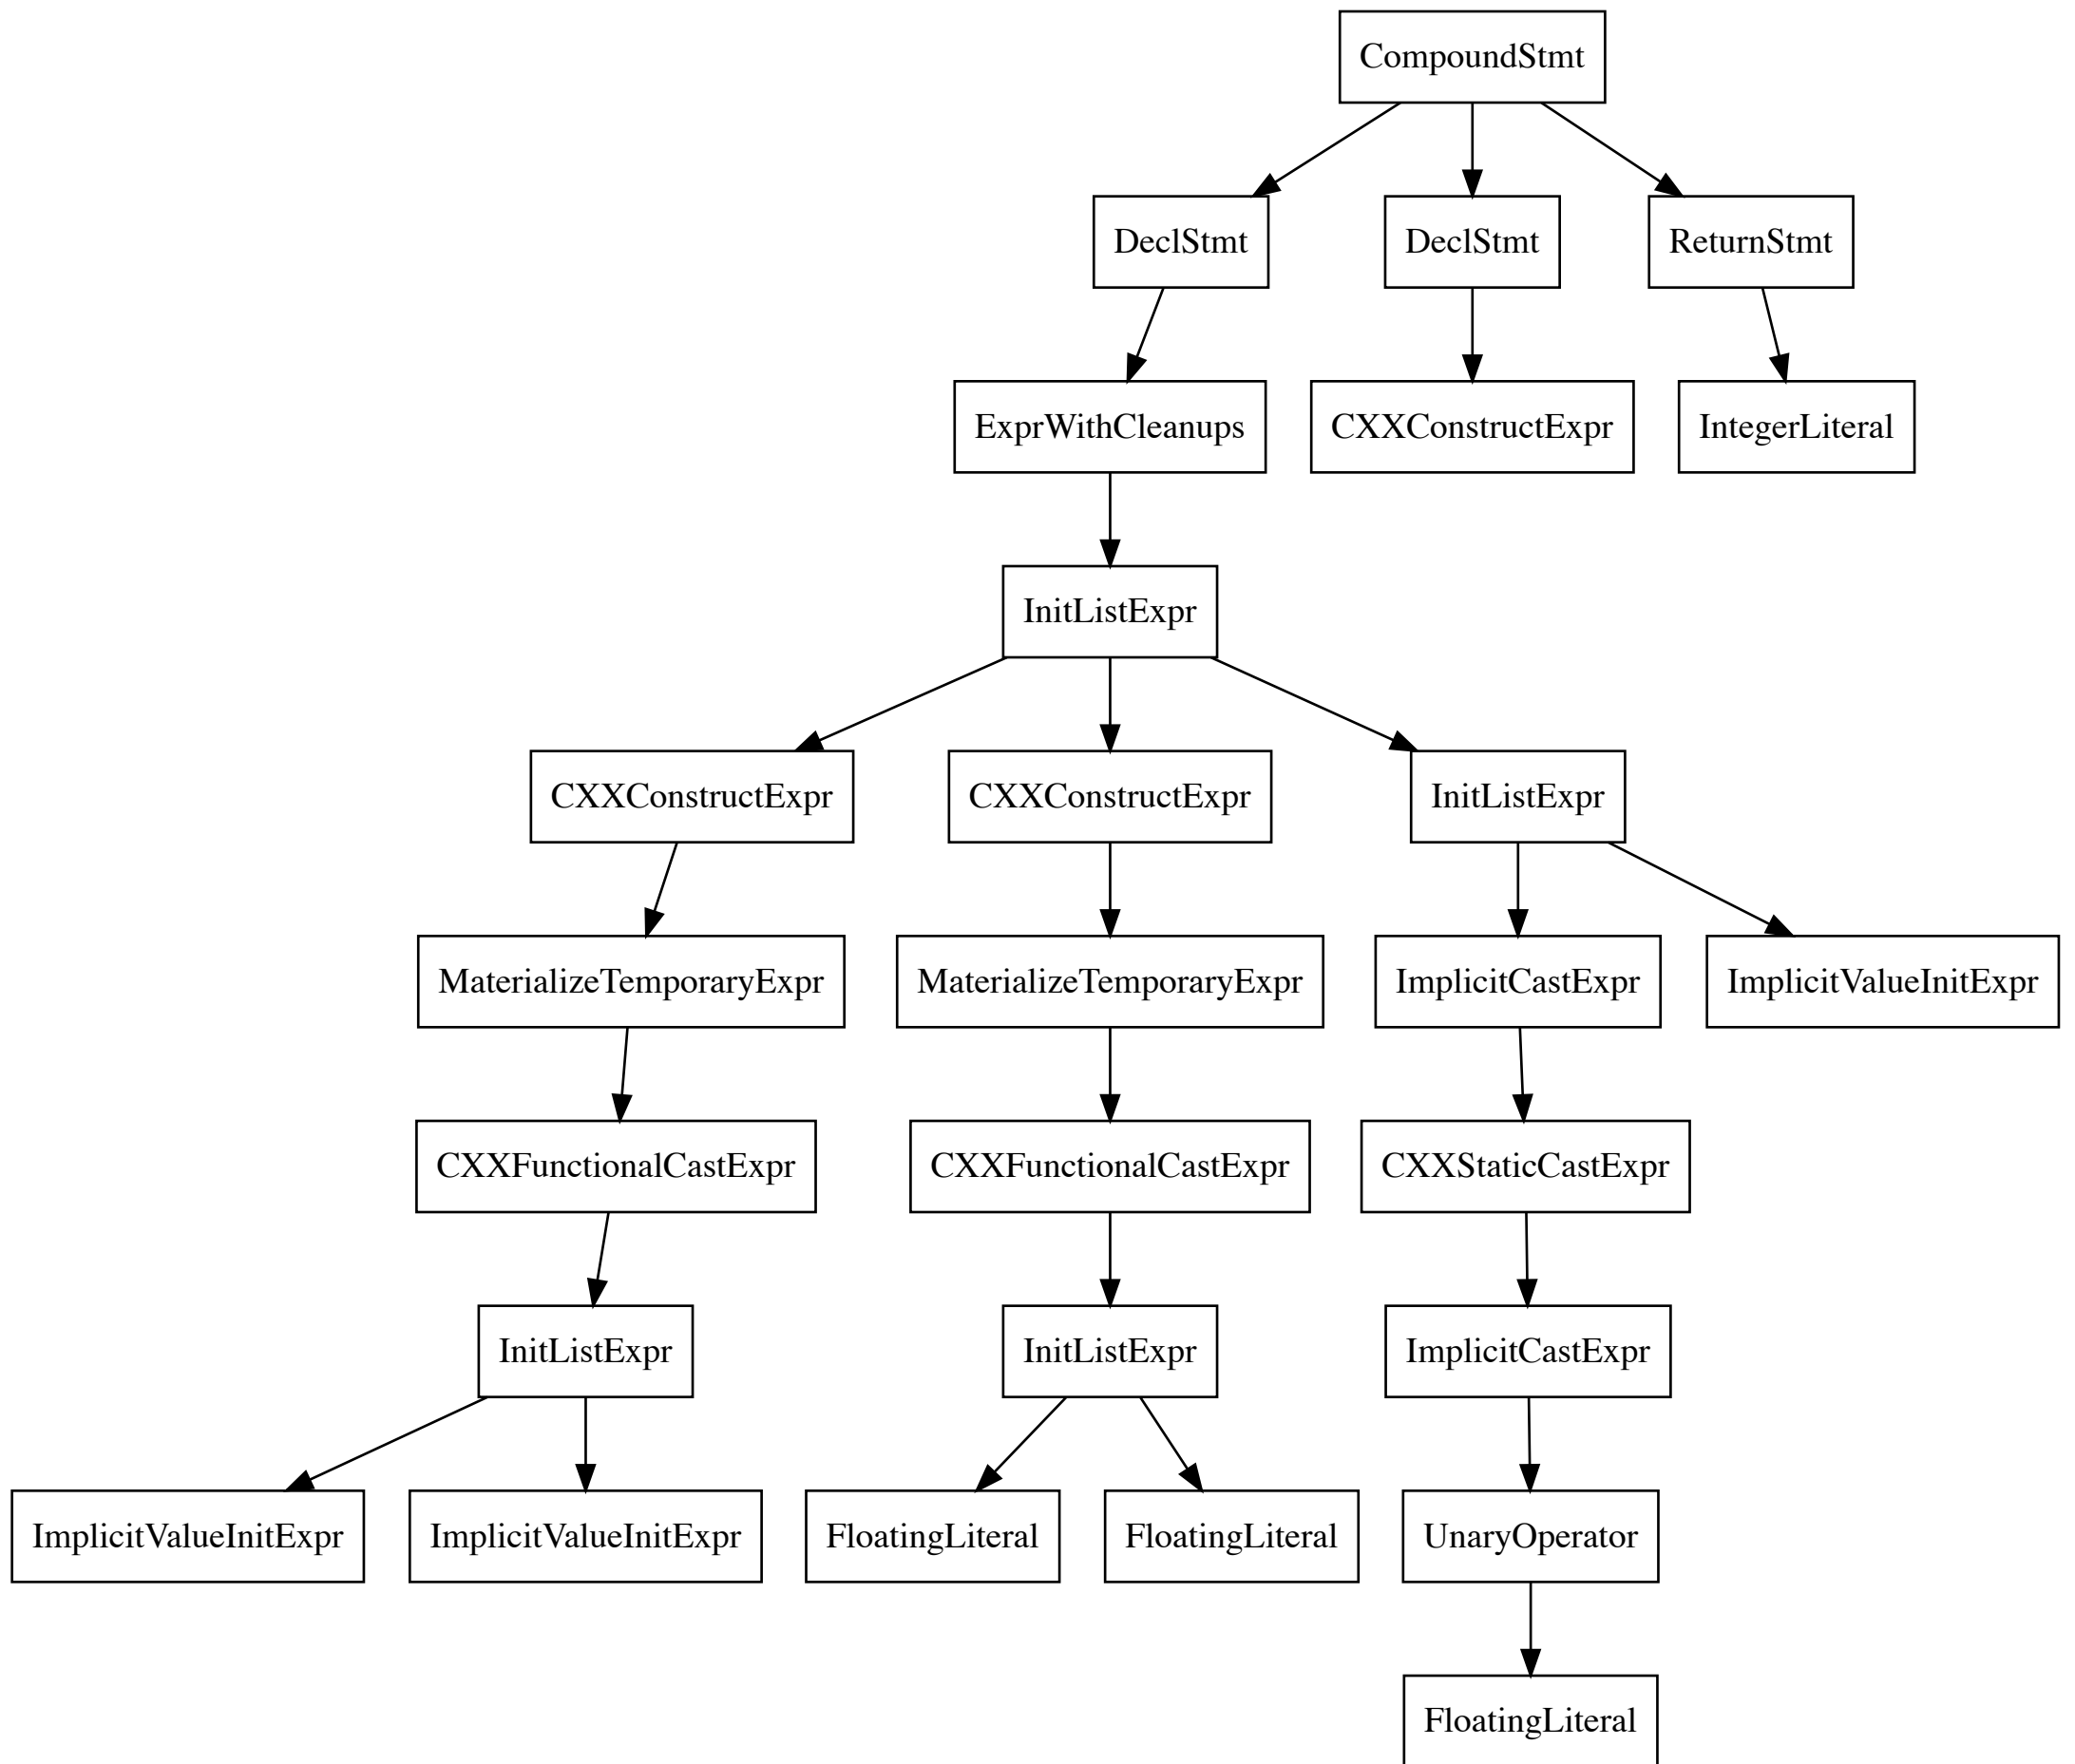 CompoundStmt
DeclStmt
DeclStmt
ReturnStmt
ExprWithCleanups
CXXConstructExpr
IntegerLiteral
InitListExpr
CXXConstructExpr
CXXConstructExpr
InitListExpr
MaterializeTemporaryExpr
MaterializeTemporaryExpr
ImplicitCastExpr
ImplicitValueInitExpr
CXXFunctionalCastExpr
CXXFunctionalCastExpr
CXXStaticCastExpr
InitListExpr
InitListExpr
ImplicitCastExpr
ImplicitValueInitExpr
ImplicitValueInitExpr
FloatingLiteral
FloatingLiteral
UnaryOperator
FloatingLiteral